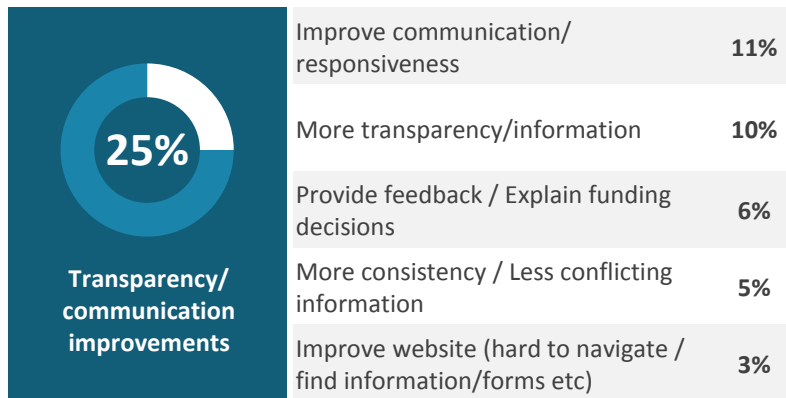 25%
Transparency/
communication
improvements
Improve communication/
responsiveness
11%
More transparency/information
10%
Provide feedback / Explain funding
decisions
6%
More consistency / Less conflicting
information
5%
Improve website (hard to navigate /
find information/forms etc)
3%